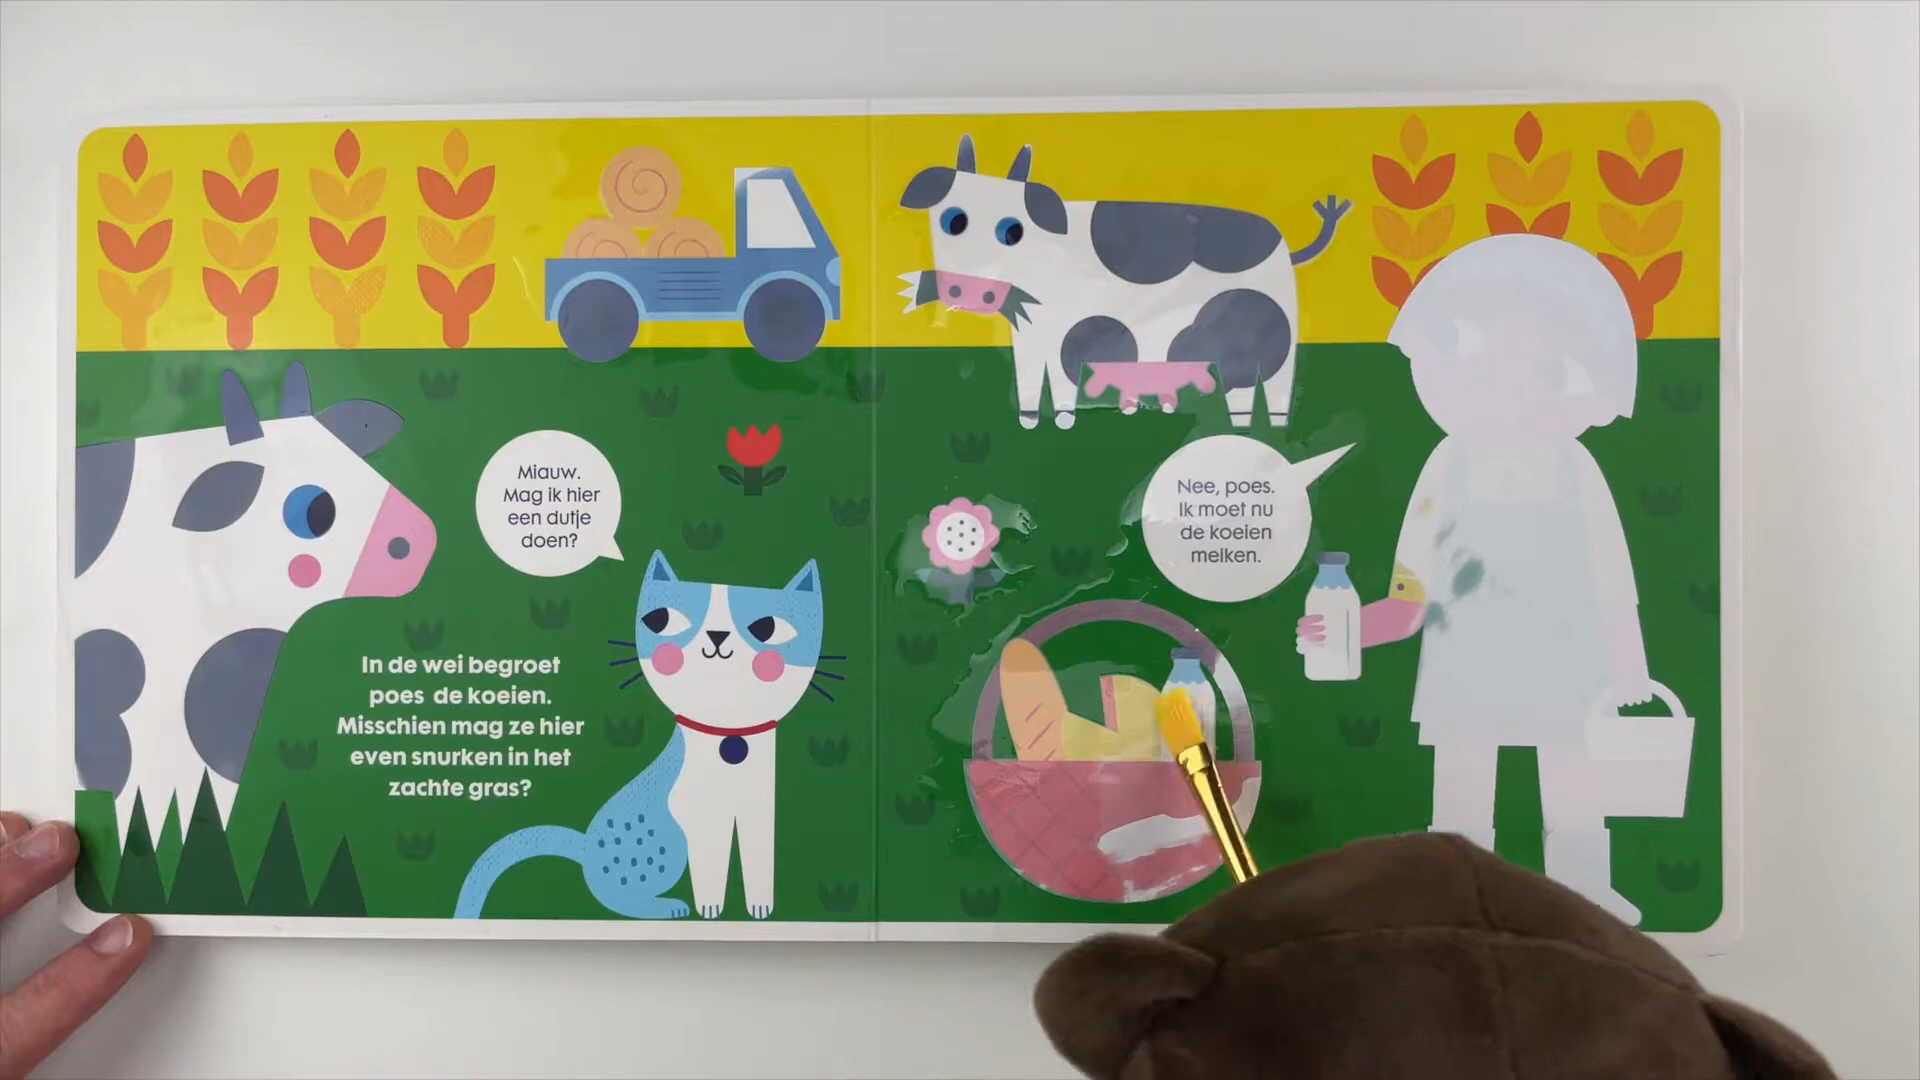 Miauw.
Mag ik hier
een dutje
doen?
In de wei begroet
poes de koeien.
Misschien mag ze hier
even snurken in het
zachte gras?
Nee, poes.
Ik moet nu
de koeien
melken.